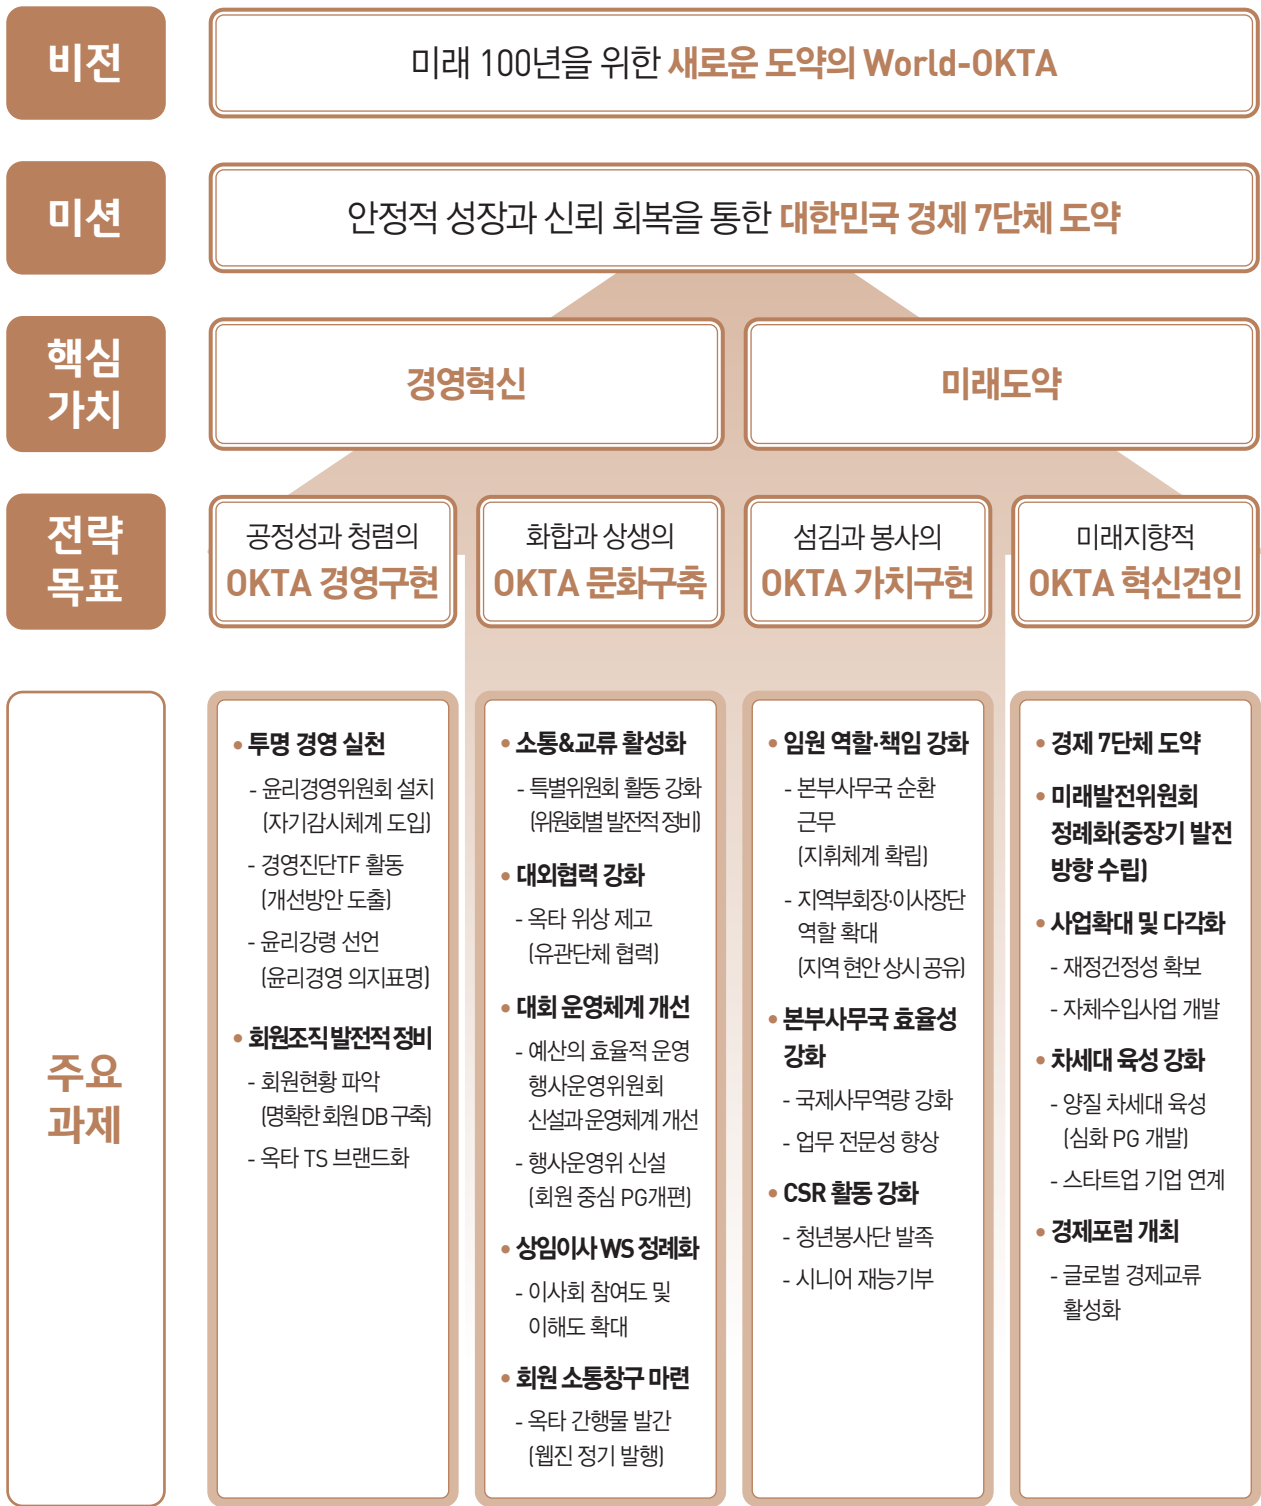 비전
미래 100년을 위한 새로운 도약의 World-OKTA
미션
안정적 성장과 신뢰 회복을 통한 대한민국 경제 7단체 도약
핵심
가치
경영혁신
미래도약
전략
목표
공정성과 청렴의
OKTA 경영구현
화합과 상생의
OKTA 문화구축
섬김과 봉사의
OKTA 가치구현
미래지향적
OKTA 혁신견인
주요
과제
• 투명 경영 실천
- 윤리경영위원회 설치
(자기감시체계 도입)
- 경영진단TF 활동
(개선방안 도출)
- 윤리강령 선언
(윤리경영 의지표명)
• 회원조직 발전적 정비
- 회원현황 파악
(명확한 회원 DB 구축)
- 옥타 TS 브랜드화
• 소통&교류 활성화
- 특별위원회 활동 강화
(위원회별 발전적 정비)
• 대외협력 강화
- 옥타 위상 제고
(유관단체 협력)
• 대회 운영체계 개선
- 예산의 효율적 운영
행사운영위원회
신설과 운영체계 개선
- 행사운영위 신설
(회원 중심 PG개편)
• 상임이사 WS 정례화
- 이사회 참여도 및
이해도 확대
• 회원 소통창구 마련
- 옥타 간행물 발간
(웹진 정기 발행)
• 임원 역할·책임 강화
- 본부사무국 순환
근무
(지휘체계 확립)
- 지역부회장·이사장단
역할 확대
(지역 현안 상시 공유)
• 본부사무국 효율성
강화
- 국제사무역량 강화
- 업무 전문성 향상
• CSR 활동 강화
- 청년봉사단 발족
- 시니어 재능기부
• 경제 7단체 도약
• 미래발전위원회
정례화(중장기 발전
방향 수립)
• 사업확대 및 다각화
- 재정건정성 확보
- 자체수입사업 개발
• 차세대 육성 강화
- 양질 차세대 육성
(심화 PG 개발)
- 스타트업 기업 연계
• 경제포럼 개최
- 글로벌 경제교류
활성화